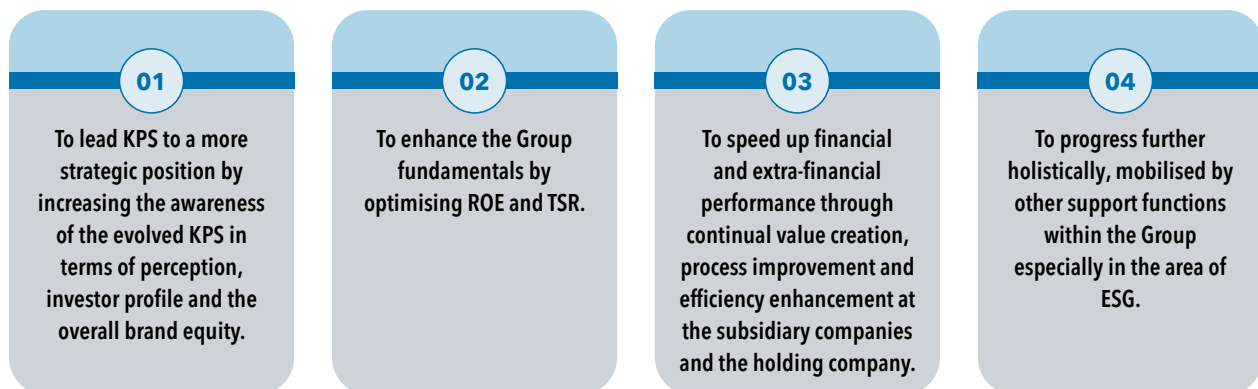 01
To lead KPS to a more
strategic position by
increasing the awareness
of the evolved KPS in
terms of perception,
investor profile and the
overall brand equity.
02
To enhance the Group
fundamentals by
optimising ROE and TSR.
03
To speed up financial
and extra-financial
performance through
continual value creation,
process improvement and
efficiency enhancement at
the subsidiary companies
and the holding company.
04
To progress further
holistically, mobilised by
other support functions
within the Group
especially in the area of
ESG.